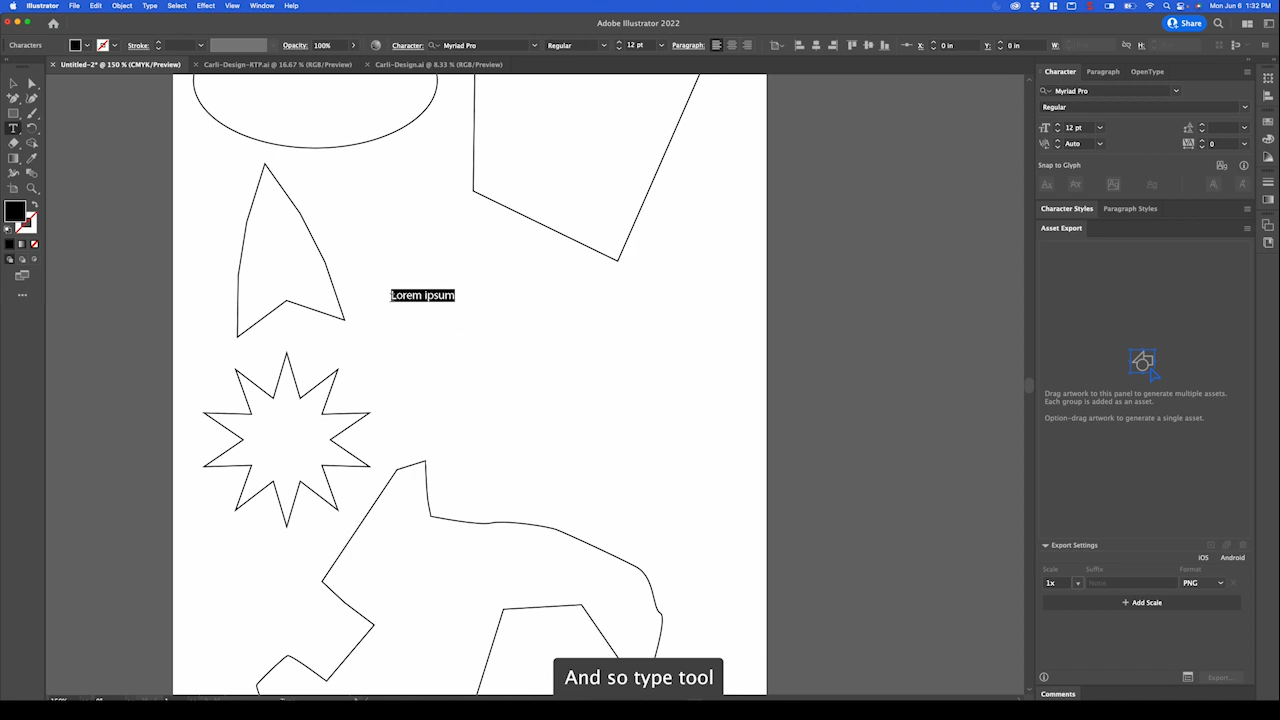 Illustrator File Edit Object Type Select Effect View Window Help
Mon Jun 6 1:32 PM
Adobe Illustrator 2022
Share
Characters Stroke: Opacity: 100% Character: Myriad Pro Regular 12 pt Paragraph: X: 0 in Y: 0 in W: H:
Untitled-2* @ 150 % (CMYK/Preview) Carli-Design-RTP.ai @ 16.67 % (RGB/Preview) Carli-Design.ai @ 8.33 % (RGB/Preview)
Character Paragraph OpenType
Myriad Pro
Regular
12 pt
Auto 0
Snap to Glyph
Character Styles Paragraph Styles
Asset Export
Lorem ipsum
Drag artwork to this panel to generate multiple assets.
Each group is added as an asset.
Option-drag artwork to generate a single asset.
Export Settings
iOS Android
Scale Suffix Format
1x None PNG
+ Add Scale
And so type tool
Export...
Comments